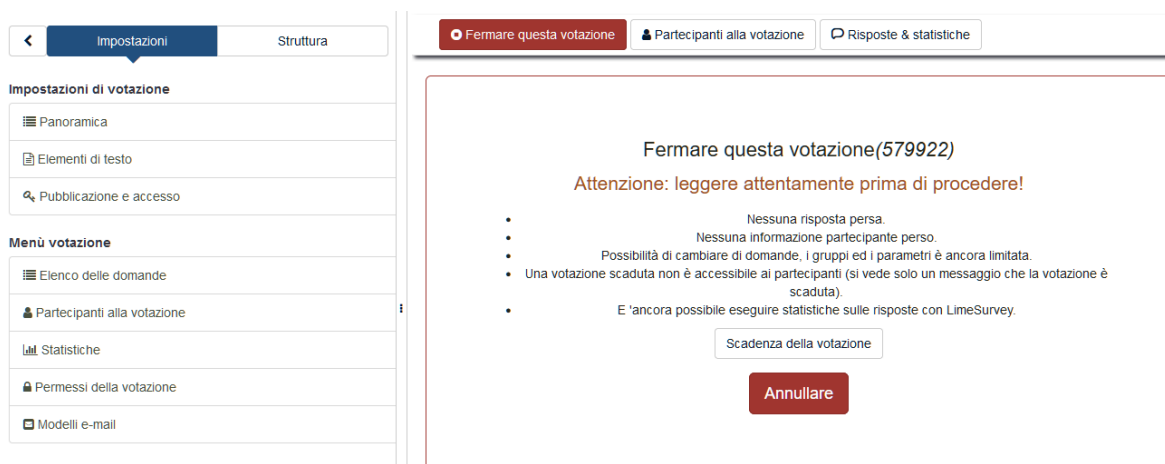 Impostazioni
Struttura
Impostazioni di votazione
Panoramica
Elementi di testo
Pubblicazione e accesso
Menù votazione
Elenco delle domande
Partecipanti alla votazione
Statistiche
Permessi della votazione
Modelli e-mail
Fermare questa votazione
Partecipanti alla votazione
Risposte & statistiche
Fermare questa votazione(579922)
Attenzione: leggere attentamente prima di procedere!
• Nessuna risposta persa.
• Nessuna informazione partecipante perso.
• Possibilità di cambiare di domande, i gruppi ed i parametri è ancora limitata.
• Una votazione scaduta non è accessibile ai partecipanti (si vede solo un messaggio che la votazione è
scaduta).
• E 'ancora possibile eseguire statistiche sulle risposte con LimeSurvey.
Scadenza della votazione
Annullare